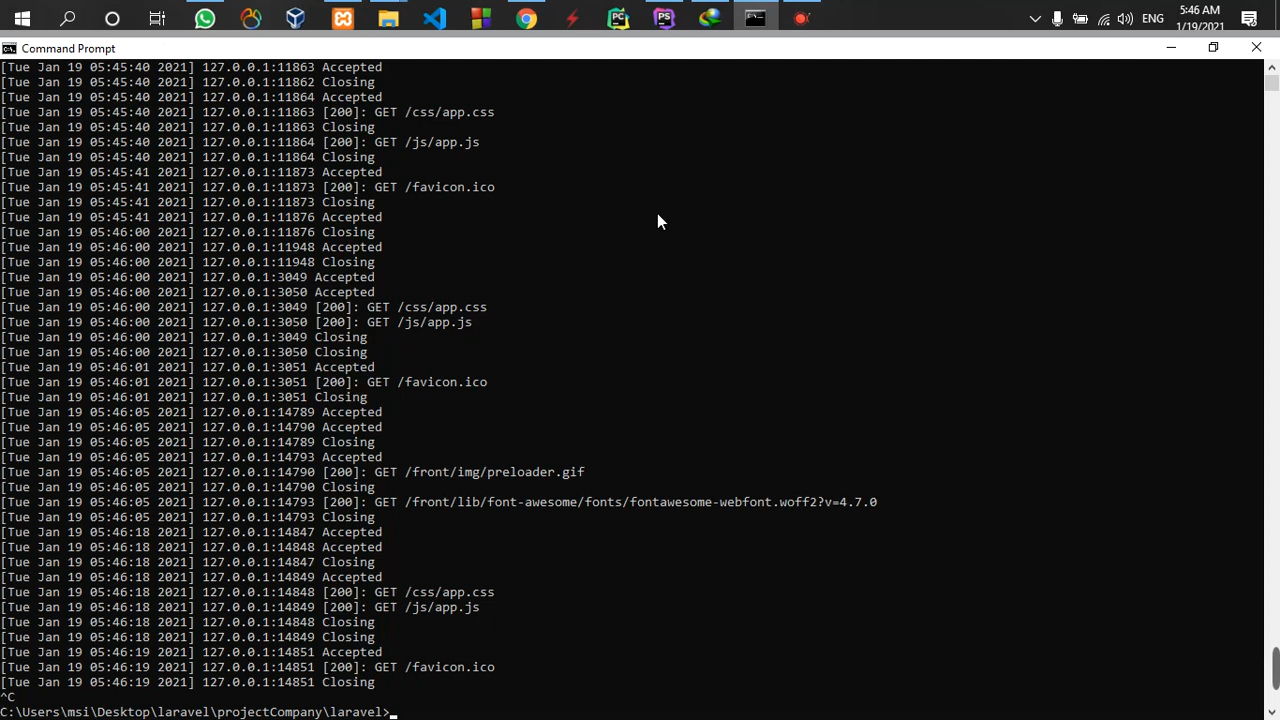 5:46 AM
ENG
1/19/2021
PC
PS
Command Prompt
[Tue Jan 19 05:45:40 2021] 127.0.0.1:11863 Accepted
[Tue Jan 19 05:45:40 2021] 127.0.0.1:11862 Closing
[Tue Jan 19 05:45:40 2021] 127.0.0.1:11864 Accepted
[Tue Jan 19 05:45:40 2021] 127.0.0.1:11863 [200]: GET /css/app.css
[Tue Jan 19 05:45:40 2021] 127.0.0.1:11863 Closing
[Tue Jan 19 05:45:40 2021] 127.0.0.1:11864 [200]: GET /js/app.js
[Tue Jan 19 05:45:40 2021] 127.0.0.1:11864 Closing
[Tue Jan 19 05:45:41 2021] 127.0.0.1:11873 Accepted
[Tue Jan 19 05:45:41 2021] 127.0.0.1:11873 [200]: GET /favicon.ico
[Tue Jan 19 05:45:41 2021] 127.0.0.1:11873 Closing
[Tue Jan 19 05:45:41 2021] 127.0.0.1:11876 Accepted
[Tue Jan 19 05:46:00 2021] 127.0.0.1:11876 Closing
[Tue Jan 19 05:46:00 2021] 127.0.0.1:11948 Accepted
[Tue Jan 19 05:46:00 2021] 127.0.0.1:11948 Closing
[Tue Jan 19 05:46:00 2021] 127.0.0.1:3049 Accepted
[Tue Jan 19 05:46:00 2021] 127.0.0.1:3050 Accepted
[Tue Jan 19 05:46:00 2021] 127.0.0.1:3049 [200]: GET /css/app.css
[Tue Jan 19 05:46:00 2021] 127.0.0.1:3050 [200]: GET /js/app.js
[Tue Jan 19 05:46:00 2021] 127.0.0.1:3049 Closing
[Tue Jan 19 05:46:00 2021] 127.0.0.1:3050 Closing
[Tue Jan 19 05:46:01 2021] 127.0.0.1:3051 Accepted
[Tue Jan 19 05:46:01 2021] 127.0.0.1:3051 [200]: GET /favicon.ico
[Tue Jan 19 05:46:01 2021] 127.0.0.1:3051 Closing
[Tue Jan 19 05:46:05 2021] 127.0.0.1:14789 Accepted
[Tue Jan 19 05:46:05 2021] 127.0.0.1:14790 Accepted
[Tue Jan 19 05:46:05 2021] 127.0.0.1:14789 Closing
[Tue Jan 19 05:46:05 2021] 127.0.0.1:14793 Accepted
[Tue Jan 19 05:46:05 2021] 127.0.0.1:14790 [200]: GET /front/img/preloader.gif
[Tue Jan 19 05:46:05 2021] 127.0.0.1:14790 Closing
[Tue Jan 19 05:46:05 2021] 127.0.0.1:14793 [200]: GET /front/lib/font-awesome/fonts/fontawesome-webfont.woff2?v=4.7.0
[Tue Jan 19 05:46:05 2021] 127.0.0.1:14793 Closing
[Tue Jan 19 05:46:18 2021] 127.0.0.1:14847 Accepted
[Tue Jan 19 05:46:18 2021] 127.0.0.1:14848 Accepted
[Tue Jan 19 05:46:18 2021] 127.0.0.1:14847 Closing
[Tue Jan 19 05:46:18 2021] 127.0.0.1:14849 Accepted
[Tue Jan 19 05:46:18 2021] 127.0.0.1:14848 [200]: GET /css/app.css
[Tue Jan 19 05:46:18 2021] 127.0.0.1:14849 [200]: GET /js/app.js
[Tue Jan 19 05:46:18 2021] 127.0.0.1:14848 Closing
[Tue Jan 19 05:46:18 2021] 127.0.0.1:14849 Closing
[Tue Jan 19 05:46:19 2021] 127.0.0.1:14851 Accepted
[Tue Jan 19 05:46:19 2021] 127.0.0.1:14851 [200]: GET /favicon.ico
[Tue Jan 19 05:46:19 2021] 127.0.0.1:14851 Closing
^C
C:\Users\msi\Desktop\laravel\projectCompany\laravel>